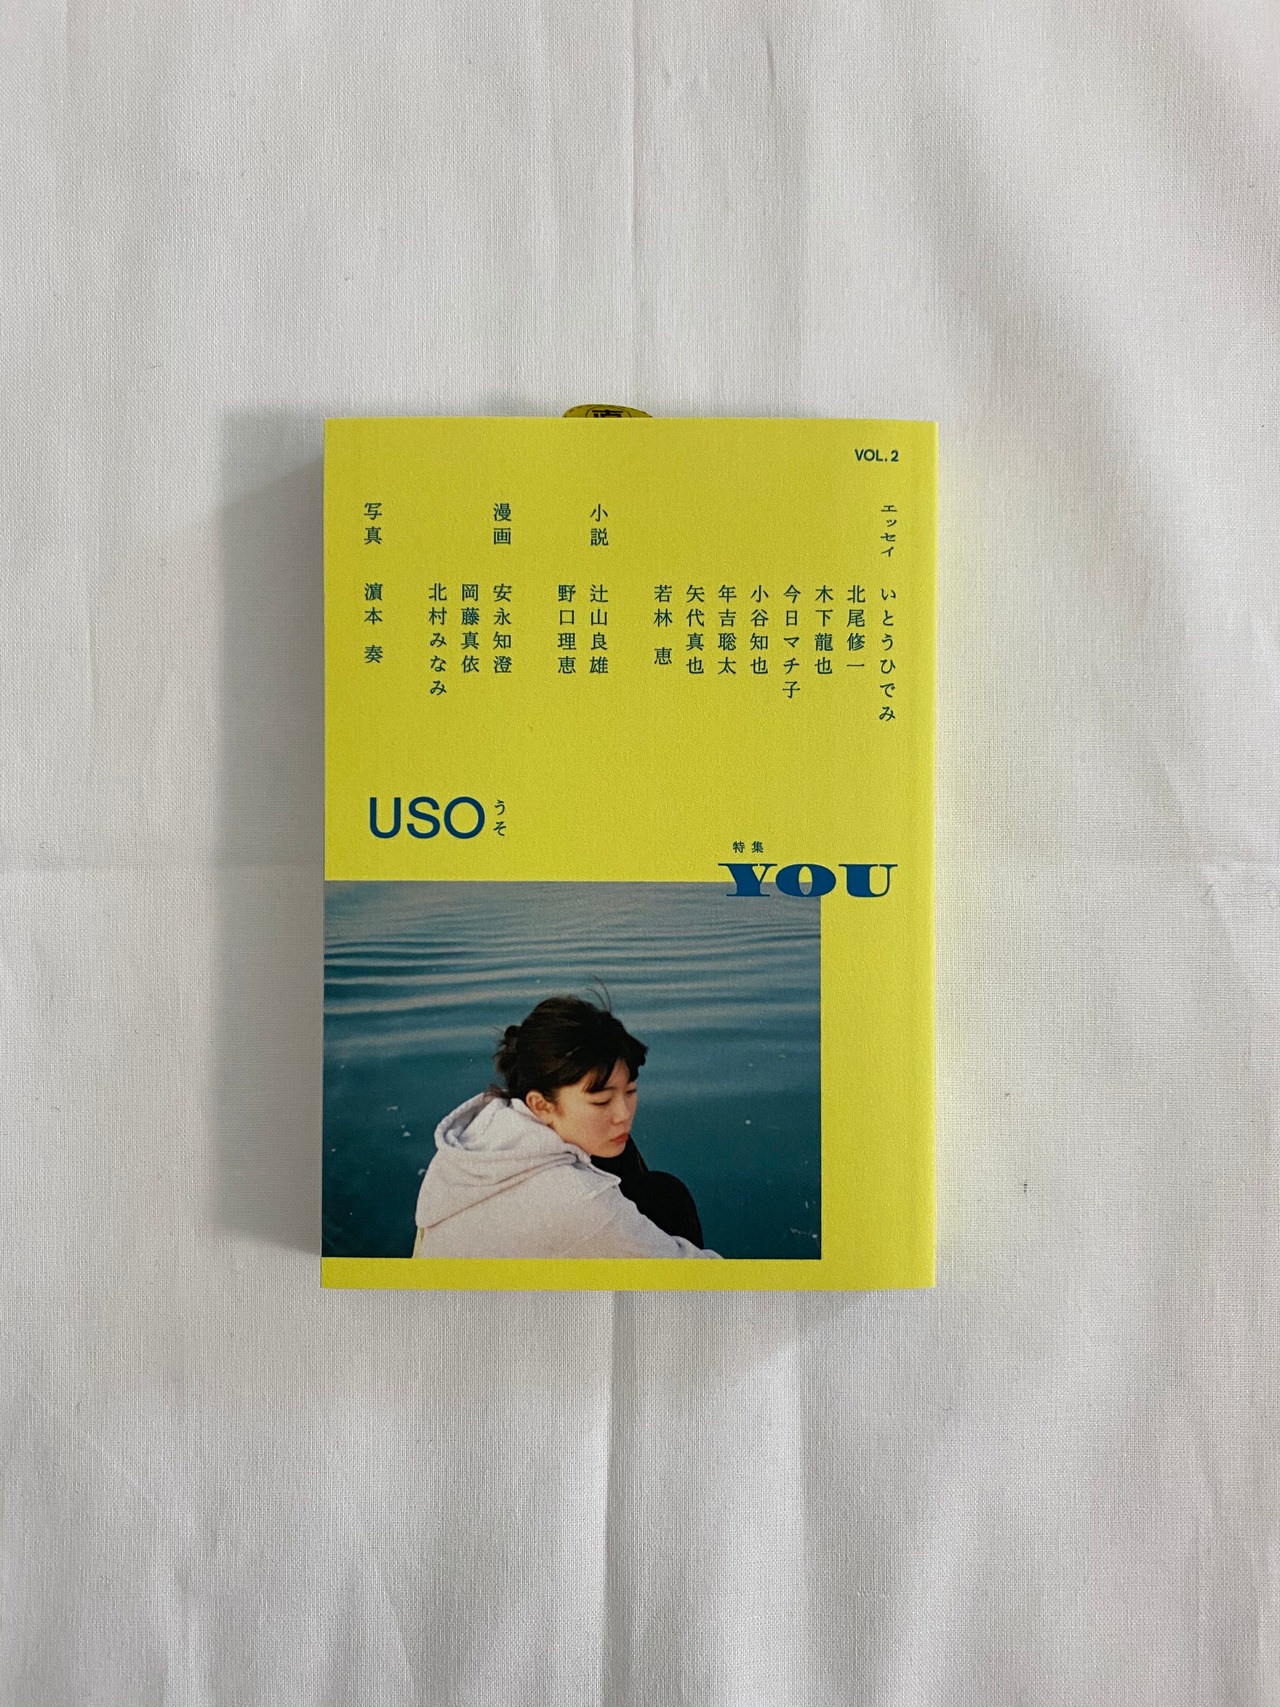 VOL. 2
エッセイ
いとうひでみ
北尾修一
木下龍也
今日マチ子
小谷知也
年吉聡太
矢代真也
若林 恵
小説
辻山良雄
野口理恵
漫画
安永知澄
岡藤真依
北村みなみ
写真
濵本 奏
USO
うそ
特集
YOU